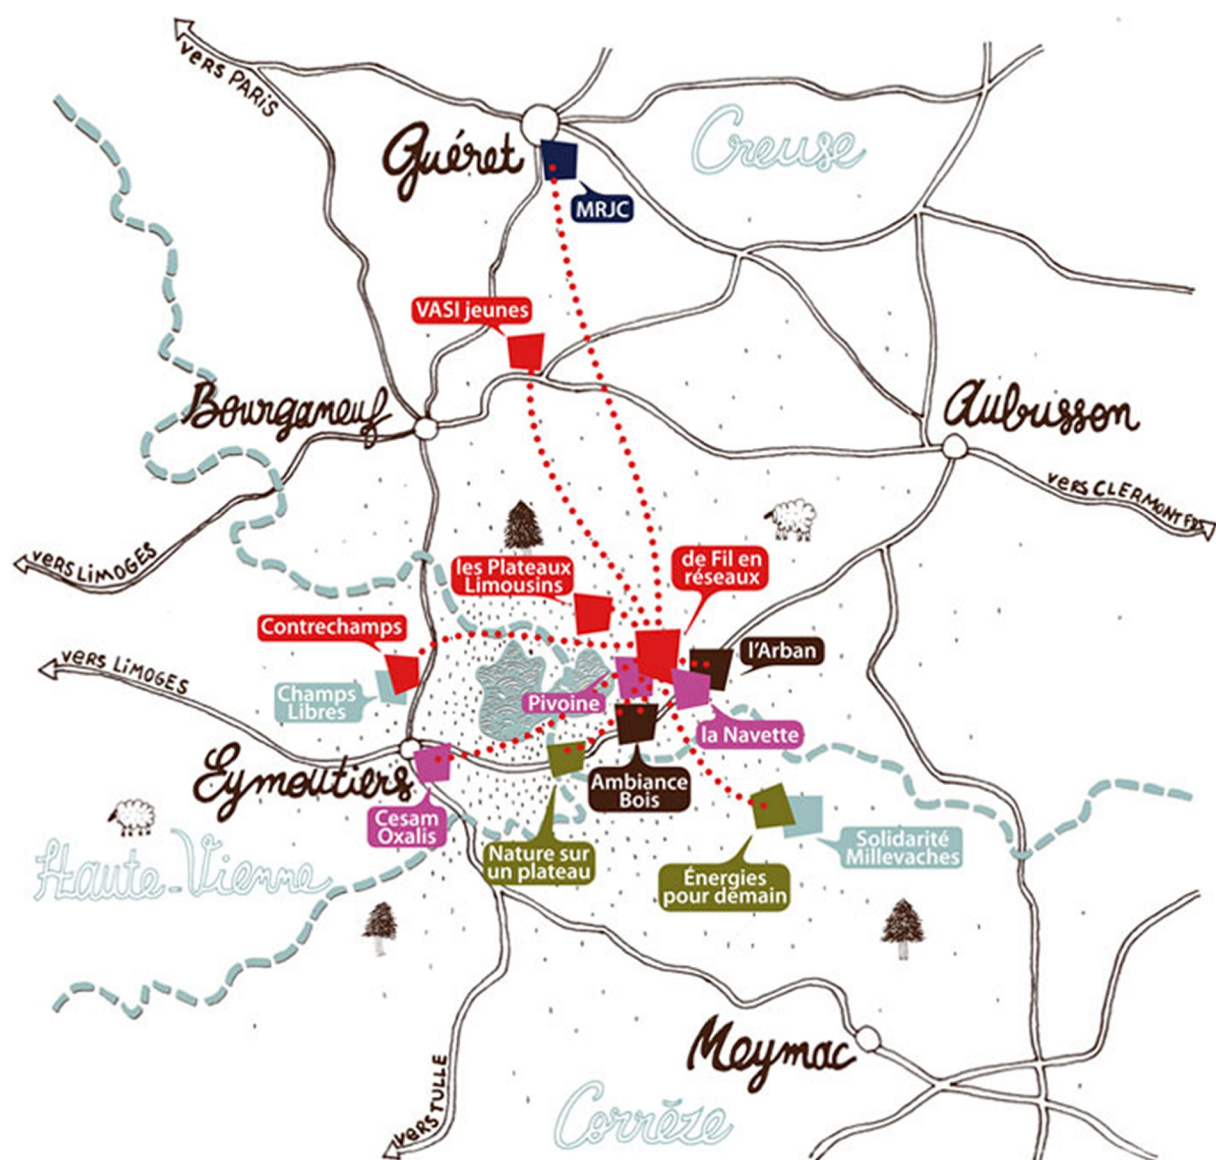 vers PARIS
Guéret
Creuse
MRJC
VASI jeunes
Bourganeuf
Aubusson
vers CLERMONT FD
vers LIMOGES
les Plateaux
Limousins
de Fil en
réseaux
Contrechamps
l'Arban
vers LIMOGES
Champs
Libres
Pivoine
la Navette
Eymoutiers
Ambiance
Bois
Cesam
Oxalis
Nature sur
un plateau
Solidarité
Millevaches
Énergies
pour demain
Haute-Vienne
Meymac
vers TULLE
Corrèze